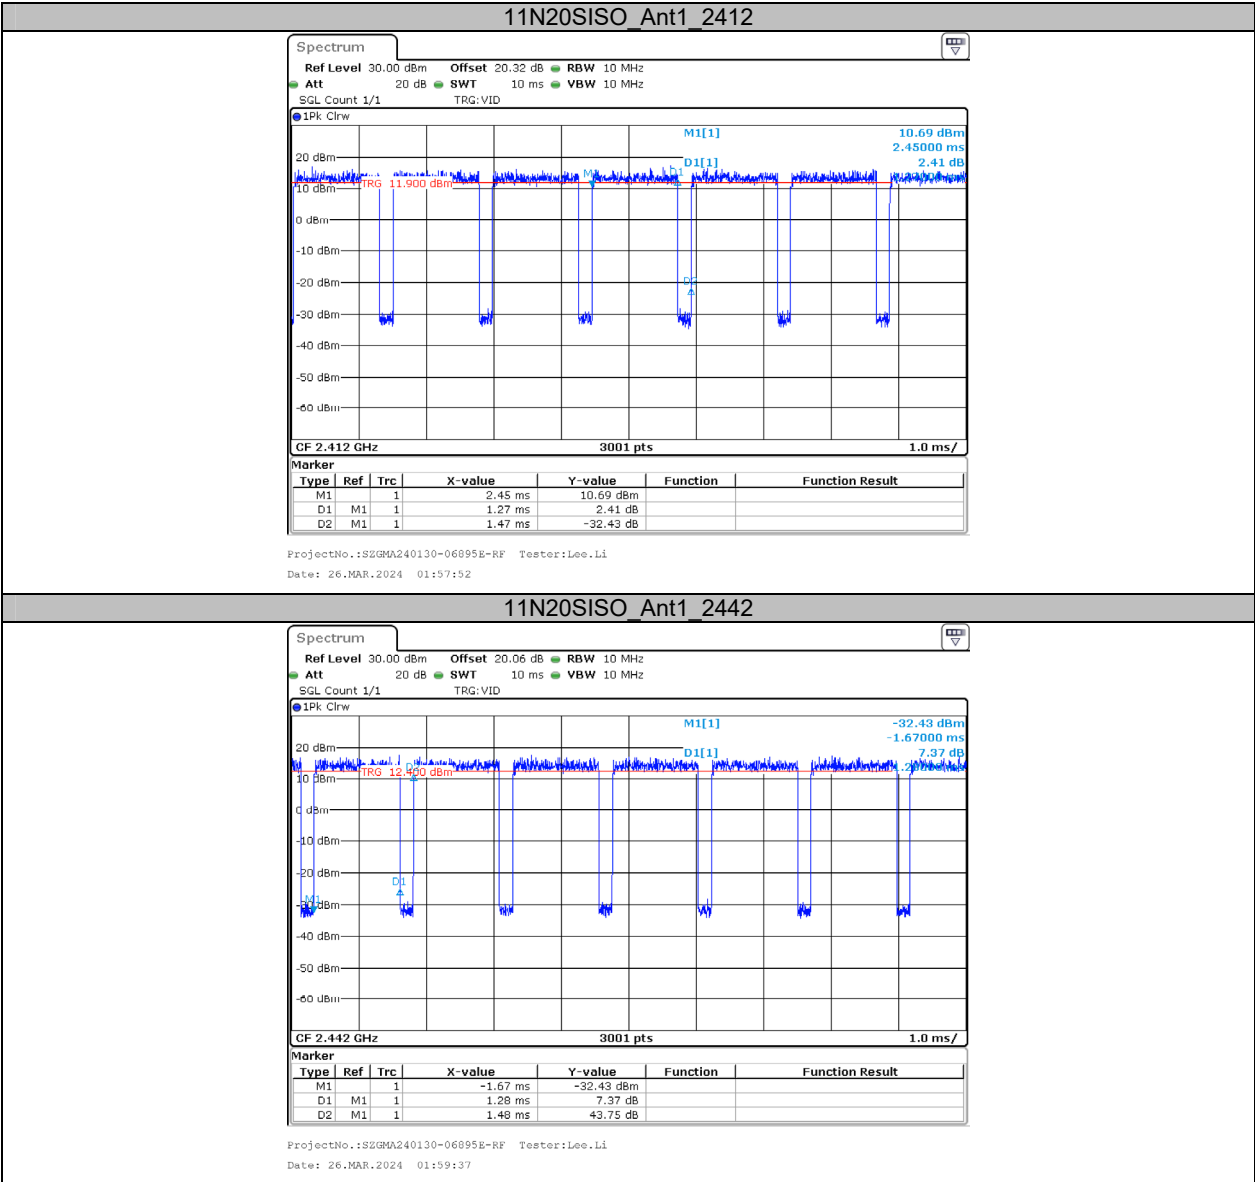 11N20SISO_Ant1_2412
Spectrum
Ref Level 30.00 dBm Offset 20.32 dB RBW 10 MHz
Att 20 dB SWT 10 ms VBW 10 MHz
SGL Count 1/1 TRG:VID
1Pk Clrw
M1[1] 10.69 dBm
2.45000 ms
20 dBm
D1[1] 2.41 dB
M1 D1
TRG 11.900 dBm
10 dBm
0 dBm
-10 dBm
-20 dBm
D2
-30 dBm
-40 dBm
-50 dBm
-60 dBm
CF 2.412 GHz 3001 pts 1.0 ms/
Marker
Type Ref Trc X-value Y-value Function Function Result
M1 1 2.45 ms 10.69 dBm
D1 M1 1 1.27 ms 2.41 dB
D2 M1 1 1.47 ms -32.43 dB
ProjectNo.:SZGMA240130-06895E-RF Tester:Lee.Li
Date: 26.MAR.2024 01:57:52
11N20SISO_Ant1_2442
Spectrum
Ref Level 30.00 dBm Offset 20.06 dB RBW 10 MHz
Att 20 dB SWT 10 ms VBW 10 MHz
SGL Count 1/1 TRG:VID
1Pk Clrw
M1[1] -32.43 dBm
-1.67000 ms
20 dBm
D1[1] 7.37 dB
TRG 12.400 dBm
10 dBm
0 dBm
-10 dBm
-20 dBm
D1
M1
-30 dBm
-40 dBm
-50 dBm
-60 dBm
CF 2.442 GHz 3001 pts 1.0 ms/
Marker
Type Ref Trc X-value Y-value Function Function Result
M1 1 -1.67 ms -32.43 dBm
D1 M1 1 1.28 ms 7.37 dB
D2 M1 1 1.48 ms 43.75 dB
ProjectNo.:SZGMA240130-06895E-RF Tester:Lee.Li
Date: 26.MAR.2024 01:59:37